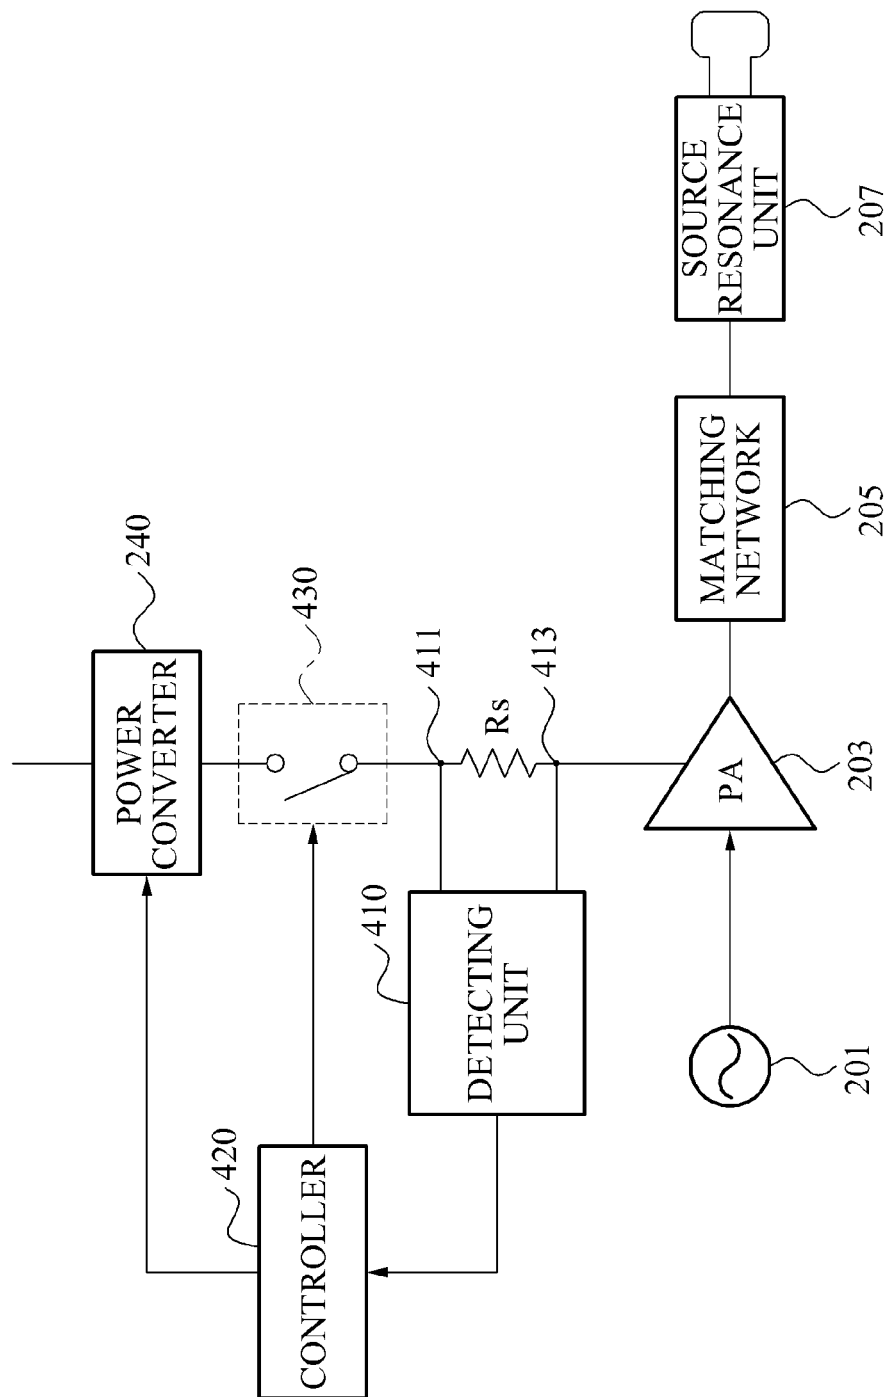 240
POWER
CONVERTER
430
411
Rs
413
410
DETECTING
UNIT
420
CONTROLLER
201
PA
203
MATCHING
NETWORK
205
SOURCE
RESONANCE
UNIT
207